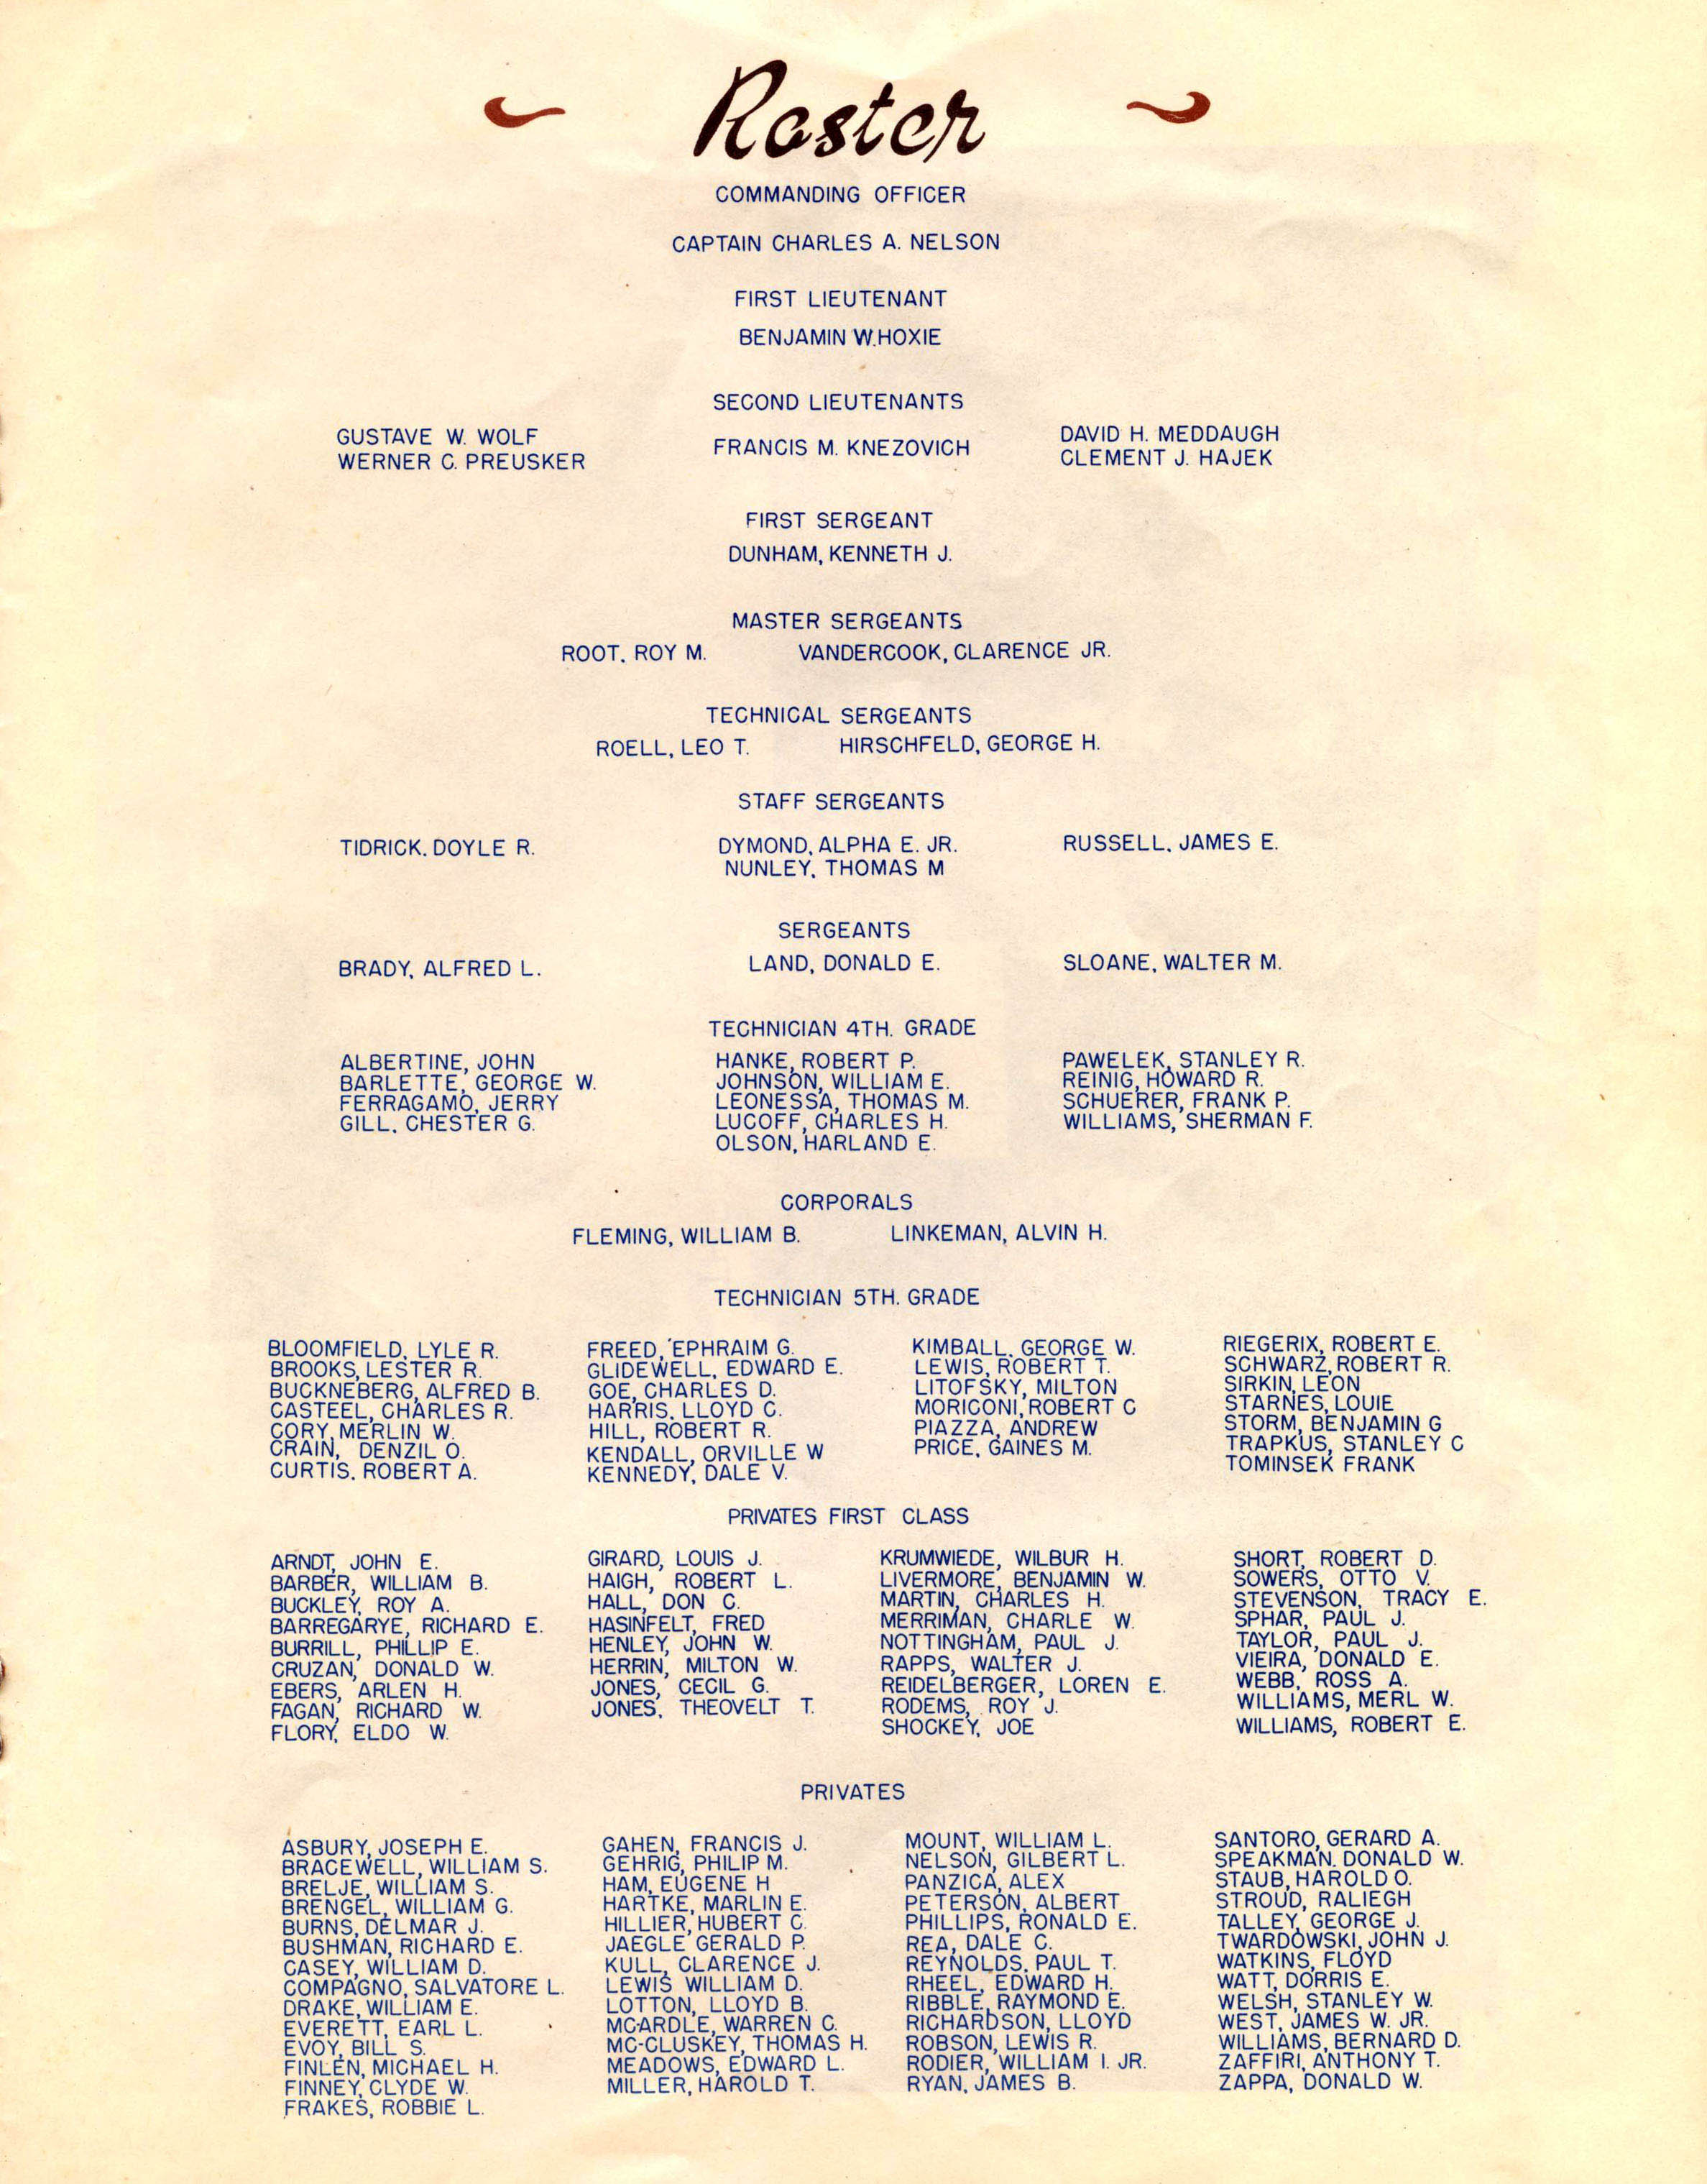 Roster
COMMANDING OFFICER
CAPTAIN CHARLES A. NELSON
FIRST LIEUTENANT
BENJAMIN W. HOXIE
SECOND LIEUTENANTS
GUSTAVE W. WOLF
WERNER C. PREUSKER
FRANCIS M. KNEZOVICH
DAVID H. MEDDAUGH
CLEMENT J. HAJEK
FIRST SERGEANT
DUNHAM, KENNETH J.
MASTER SERGEANTS
ROOT, ROY M. VANDERCOOK, CLARENCE JR.
TECHNICAL SERGEANTS
ROELL, LEO T. HIRSCHFELD, GEORGE H.
STAFF SERGEANTS
TIDRICK, DOYLE R.
DYMOND, ALPHA E. JR.
NUNLEY, THOMAS M
RUSSELL, JAMES E.
SERGEANTS
BRADY, ALFRED L. LAND, DONALD E. SLOANE, WALTER M.
TECHNICIAN 4TH. GRADE
ALBERTINE, JOHN
BARLETTE, GEORGE W.
FERRAGAMO, JERRY
GILL, CHESTER G.
HANKE, ROBERT P.
JOHNSON, WILLIAM E.
LEONESSA, THOMAS M.
LUCOFF, CHARLES H.
OLSON, HARLAND E.
PAWELEK, STANLEY R.
REINIG, HOWARD R.
SCHUERER, FRANK P.
WILLIAMS, SHERMAN F.
CORPORALS
FLEMING, WILLIAM B. LINKEMAN, ALVIN H.
TECHNICIAN 5TH. GRADE
BLOOMFIELD, LYLE R.
BROOKS, LESTER R.
BUCKNEBERG, ALFRED B.
CASTEEL, CHARLES R.
CORY, MERLIN W.
CRAIN, DENZIL O.
CURTIS, ROBERT A.
FREED, EPHRAIM G.
GLIDEWELL, EDWARD E.
GOE, CHARLES D.
HARRIS, LLOYD C.
HILL, ROBERT R.
KENDALL, ORVILLE W
KENNEDY, DALE V.
KIMBALL, GEORGE W.
LEWIS, ROBERT T.
LITOFSKY, MILTON
MORICONI, ROBERT C
PIAZZA, ANDREW
PRICE, GAINES M.
RIEGERIX, ROBERT E.
SCHWARZ, ROBERT R.
SIRKIN, LEON
STARNES, LOUIE
STORM, BENJAMIN G
TRAPKUS, STANLEY C
TOMINSEK FRANK
PRIVATES FIRST CLASS
ARNDT, JOHN E.
BARBER, WILLIAM B.
BUCKLEY, ROY A.
BARREGARYE, RICHARD E.
BURRILL, PHILLIP E.
CRUZAN, DONALD W.
EBERS, ARLEN H.
FAGAN, RICHARD W.
FLORY, ELDO W.
GIRARD, LOUIS J.
HAIGH, ROBERT L.
HALL, DON C.
HASINFELT, FRED
HENLEY, JOHN W.
HERRIN, MILTON W.
JONES, CECIL G.
JONES, THEOVELT T.
KRUMWIEDE, WILBUR H.
LIVERMORE, BENJAMIN W.
MARTIN, CHARLES H.
MERRIMAN, CHARLE W.
NOTTINGHAM, PAUL J.
RAPPS, WALTER J.
REIDELBERGER, LOREN E.
RODEMS, ROY J.
SHOCKEY, JOE
SHORT, ROBERT D.
SOWERS, OTTO V.
STEVENSON, TRACY E.
SPHAR, PAUL J.
TAYLOR, PAUL J.
VIEIRA, DONALD E.
WEBB, ROSS A.
WILLIAMS, MERL W.
WILLIAMS, ROBERT E.
PRIVATES
ASBURY, JOSEPH E.
BRACEWELL, WILLIAM S.
BRELJE, WILLIAM S.
BRENGEL, WILLIAM G.
BURNS, DELMAR J.
BUSHMAN, RICHARD E.
CASEY, WILLIAM D.
COMPAGNO, SALVATORE L.
DRAKE, WILLIAM E.
EVERETT, EARL L.
EVOY, BILL S.
FINLEN, MICHAEL H.
FINNEY, CLYDE W.
FRAKES, ROBBIE L.
GAHEN, FRANCIS J.
GEHRIG, PHILIP M.
HAM, EUGENE H
HARTKE, MARLIN E.
HILLIER, HUBERT C.
JAEGLE GERALD P.
KULL, CLARENCE J.
LEWIS WILLIAM D.
LOTTON, LLOYD B.
MC-ARDLE, WARREN C.
MC-CLUSKEY, THOMAS H.
MEADOWS, EDWARD L.
MILLER, HAROLD T.
MOUNT, WILLIAM L.
NELSON, GILBERT L.
PANZICA, ALEX
PETERSON, ALBERT
PHILLIPS, RONALD E.
REA, DALE C.
REYNOLDS, PAUL T.
RHEEL, EDWARD H.
RIBBLE, RAYMOND E.
RICHARDSON, LLOYD
ROBSON, LEWIS R.
RODIER, WILLIAM I. JR.
RYAN, JAMES B.
SANTORO, GERARD A.
SPEAKMAN, DONALD W.
STAUB, HAROLD O.
STROUD, RALIEGH
TALLEY, GEORGE J.
TWARDOWSKI, JOHN J.
WATKINS, FLOYD
WATT, DORRIS E.
WELSH, STANLEY W.
WEST, JAMES W. JR.
WILLIAMS, BERNARD D.
ZAFFIRI, ANTHONY T.
ZAPPA, DONALD W.